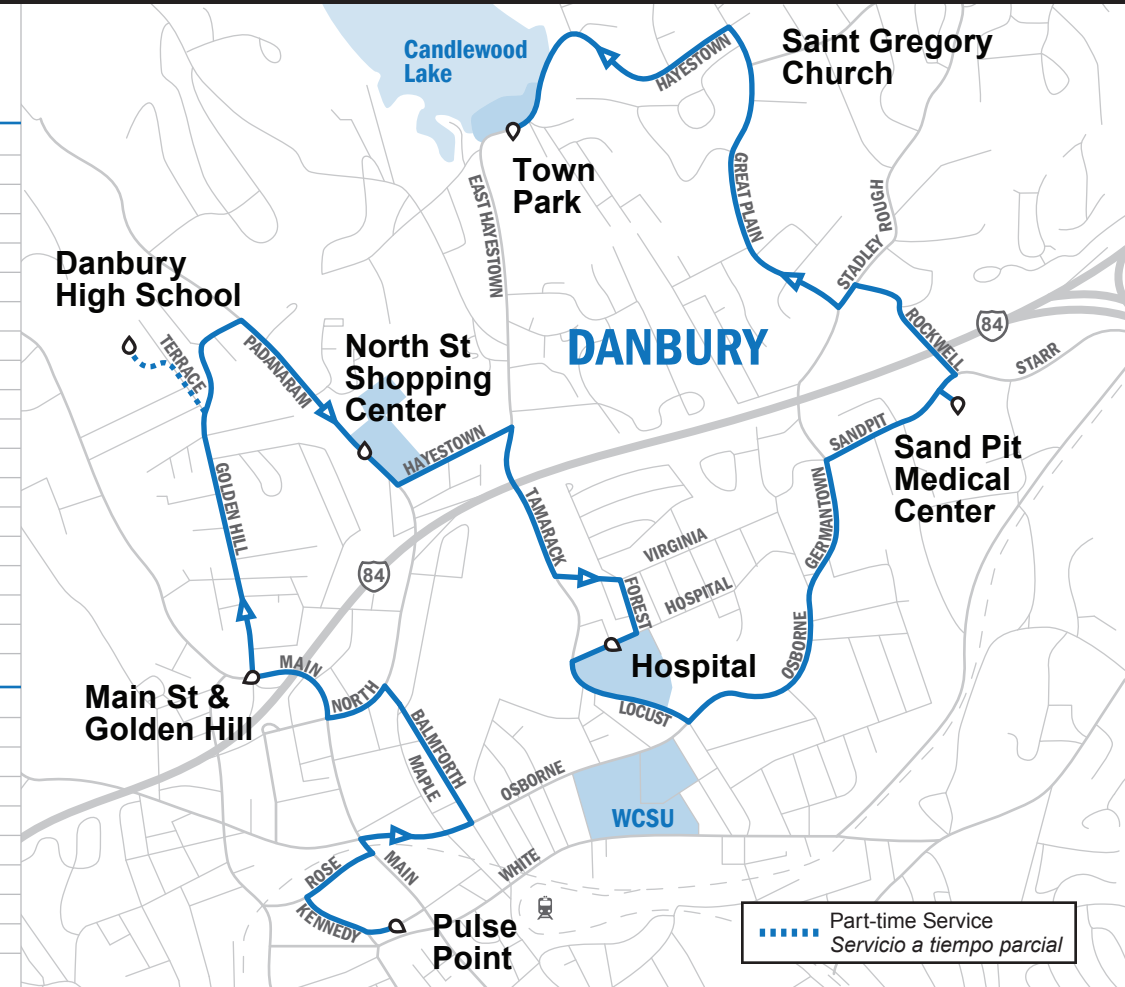 Candlewood
Lake
HAYESTOWN
Saint Gregory
Church
Town
Park
EAST HAYESTOWN
GREAT PLAIN
STADLEY ROUGH
Danbury
High School
TERRACE
PADANARAM
North St
Shopping
Center
DANBURY
ROCKWELL
84
STARR
HAYESTOWN
SANDPIT
Sand Pit
Medical
Center
GOLDEN HILL
TAMARACK
GERMANTOWN
VIRGINIA
84
FOREST
HOSPITAL
OSBORNE
Hospital
MAIN
NORTH
Main St &
Golden Hill
LOCUST
BALMFORTH
MAPLE
OSBORNE
WCSU
ROSE
MAIN
WHITE
KENNEDY
Pulse
Point
Part-time Service
Servicio a tiempo parcial